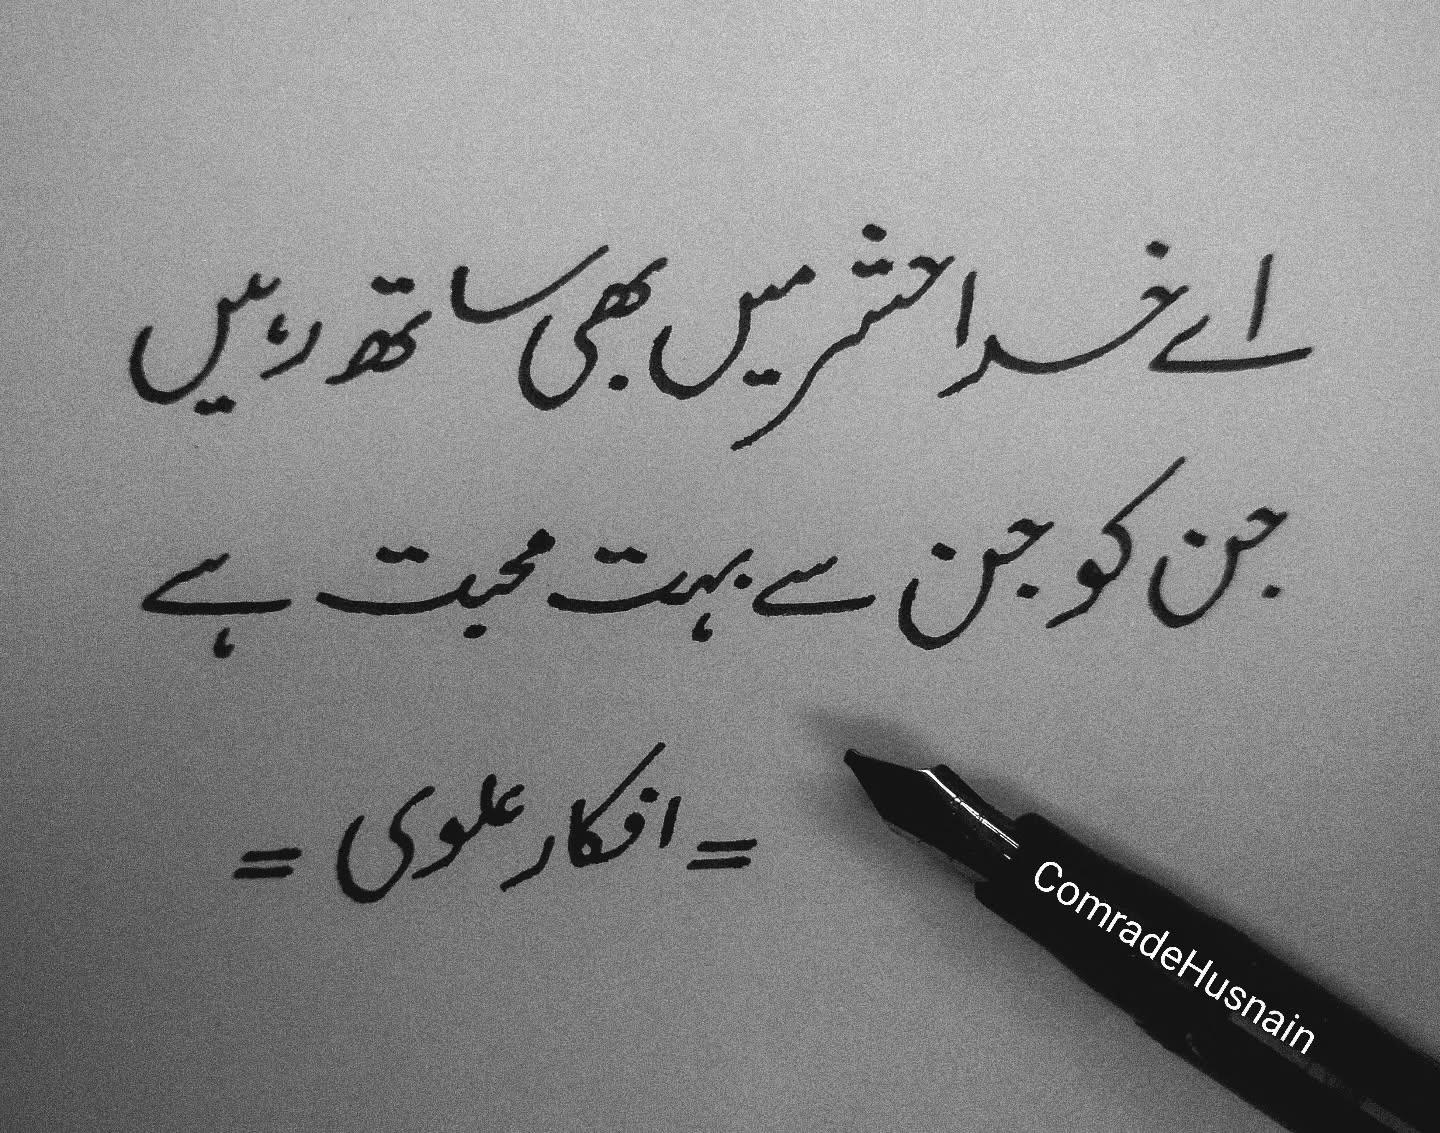 اے خدا حشر میں بھی ساتھ رہیں
جن کو جن سے بہت محبت ہے
= افکار علوی =
ComradeHusnain